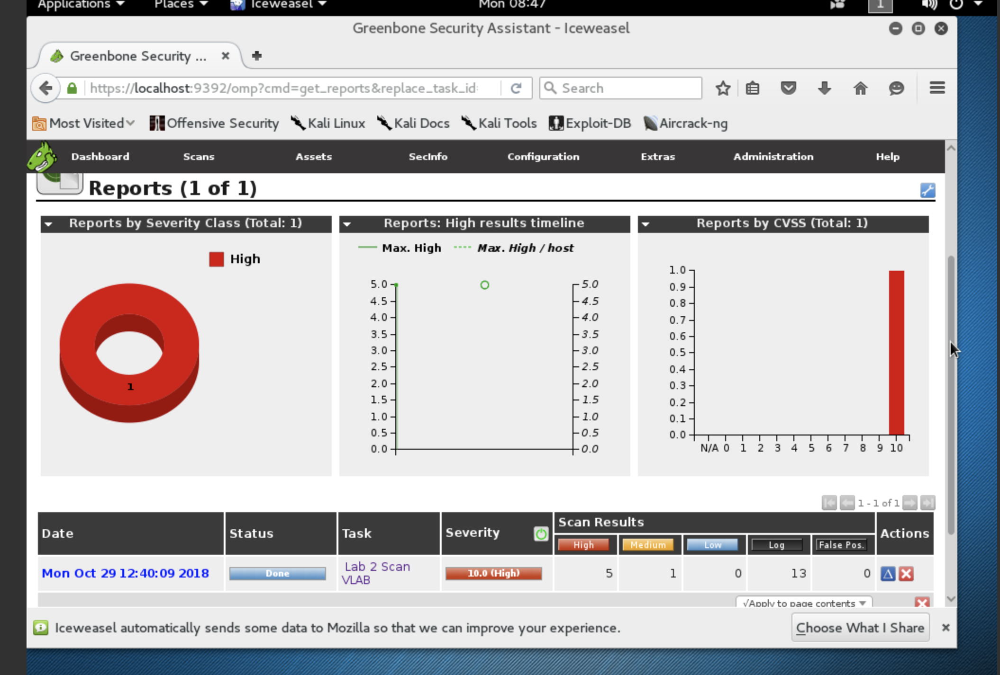 Applications Places Iceweasel Mon 08:47 1
Greenbone Security Assistant - Iceweasel
Greenbone Security ...
https://localhost:9392/omp?cmd=get_reports&replace_task_id Search
Most Visited Offensive Security Kali Linux Kali Docs Kali Tools Exploit-DB Aircrack-ng
Dashboard Scans Assets SecInfo Configuration Extras Administration Help
Reports (1 of 1)
Reports by Severity Class (Total: 1)
High
1
Reports: High results timeline
Max. High Max. High / host
5.0 5.0
4.5 4.5
4.0 4.0
3.5 3.5
3.0 3.0
2.5 2.5
2.0 2.0
1.5 1.5
1.0 1.0
0.5 0.5
0.0 0.0
Reports by CVSS (Total: 1)
1.0
0.9
0.8
0.7
0.6
0.5
0.4
0.3
0.2
0.1
0.0
N/A 0 1 2 3 4 5 6 7 8 9 10
1 - 1 of 1
Date Status Task Severity Scan Results Actions
High Medium Low Log False Pos.
Mon Oct 29 12:40:09 2018 Done Lab 2 Scan 10.0 (High) 5 1 0 13 0
VLAB
√Apply to page contents
Iceweasel automatically sends some data to Mozilla so that we can improve your experience. Choose What I Share